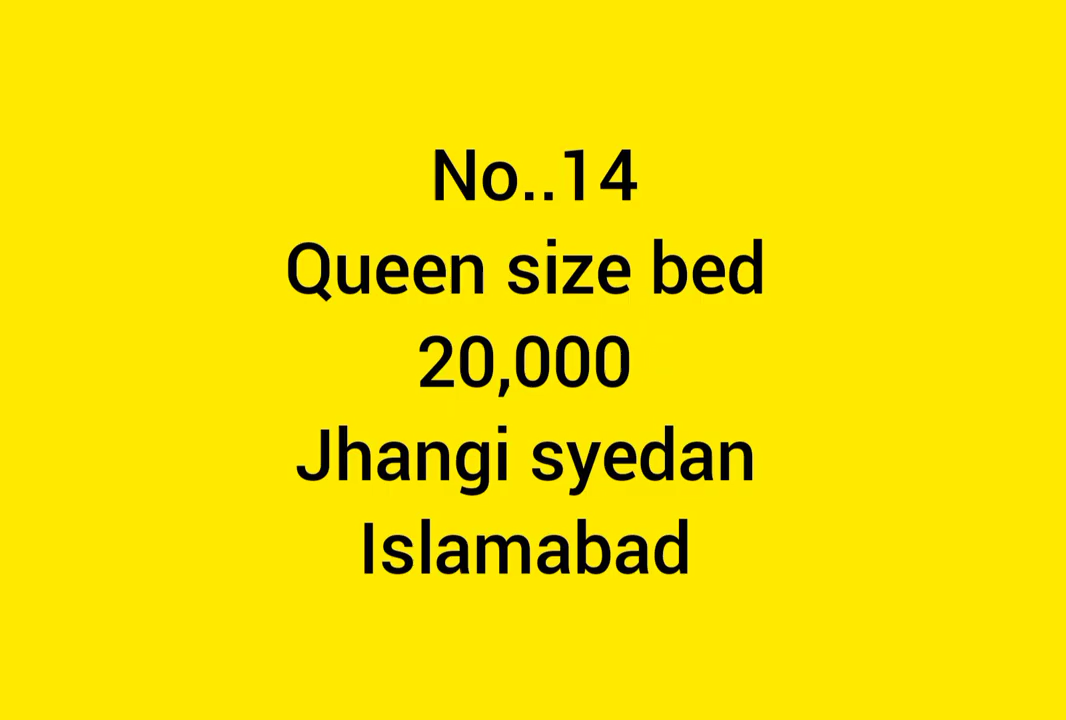 No..14
Queen size bed
20,000
Jhangi syedan
Islamabad